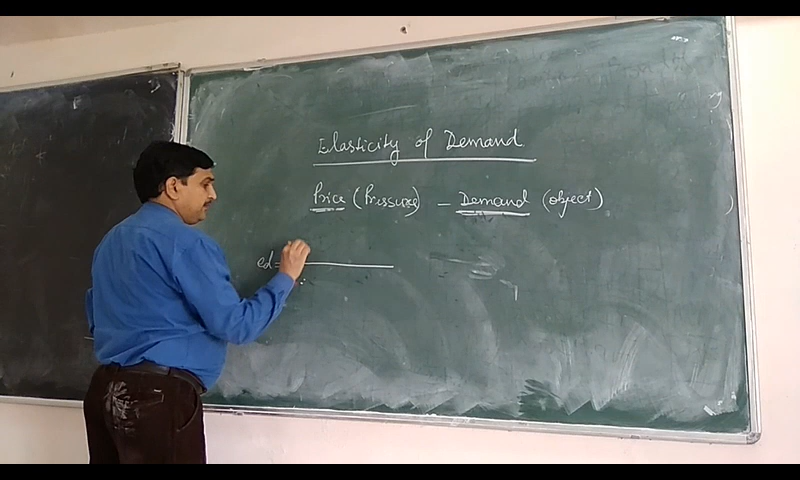 Elasticity of Demand
Price (Pressure) — Demand (object)
ed =